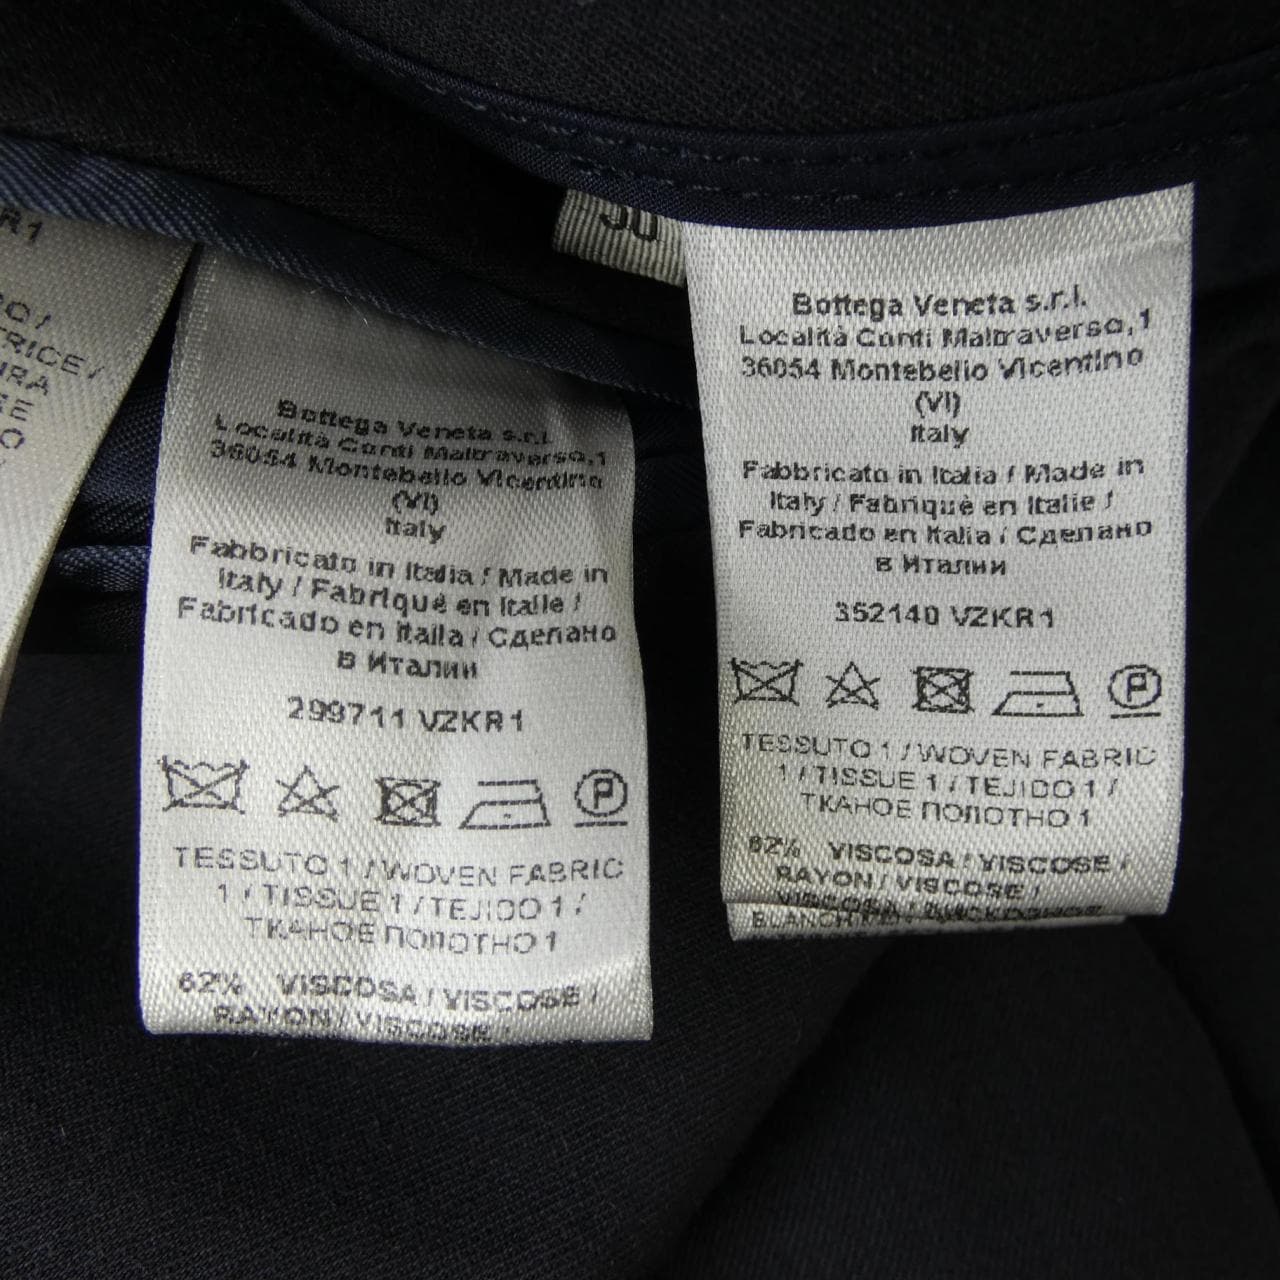 R1
RICE /
Bottega Veneta s.r.l.
Località Conti Maltraverso,1
36054 Montebello Vicentino
(VI)
Italy
Fabbricato in Italia / Made in
Italy / Fabriqué en Italie /
Fabricado en Italia / Сделано
в Италии
299711 VZKR1
TESSUTO 1 / WOVEN FABRIC
1 / TISSUE 1 / TEJIDO 1 /
ТКАНОЕ ПОЛОТНО 1
62% VISCOSA / VISCOSE /
RAYON / VISCOSE /
Bottega Veneta s.r.l.
Località Conti Maltraverso,1
36054 Montebello Vicentino
(VI)
Italy
Fabbricato in Italia / Made in
Italy / Fabriqué en Italie /
Fabricado en Italia / Сделано
в Италии
352140 VZKR1
P
TESSUTO 1 / WOVEN FABRIC
1 / TISSUE 1 / TEJIDO 1 /
ТКАНОЕ ПОЛОТНО 1
62% VISCOSA / VISCOSE /
RAYON / VISCOSE /
VISCOSA /